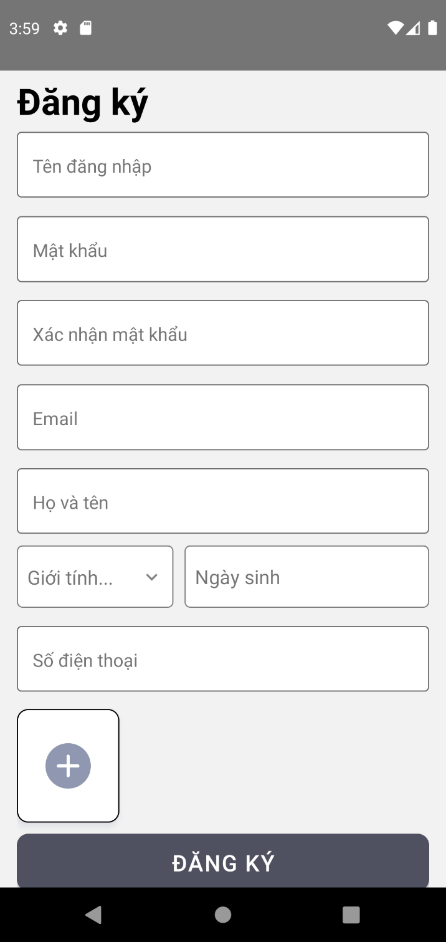 3:59
Đăng ký
Tên đăng nhập
Mật khẩu
Xác nhận mật khẩu
Email
Họ và tên
Giới tính... Ngày sinh
Số điện thoại
ĐĂNG KÝ